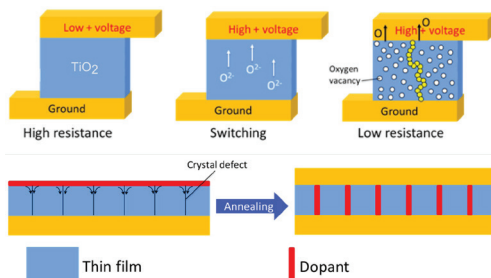 Low + voltage
TiO2
Ground
High resistance
High + voltage
O2-
O2-
O2-
Ground
Switching
O
O
High + voltage
Oxygen
vacancy
Ground
Low resistance
Crystal defect
Annealing
Thin film
Dopant